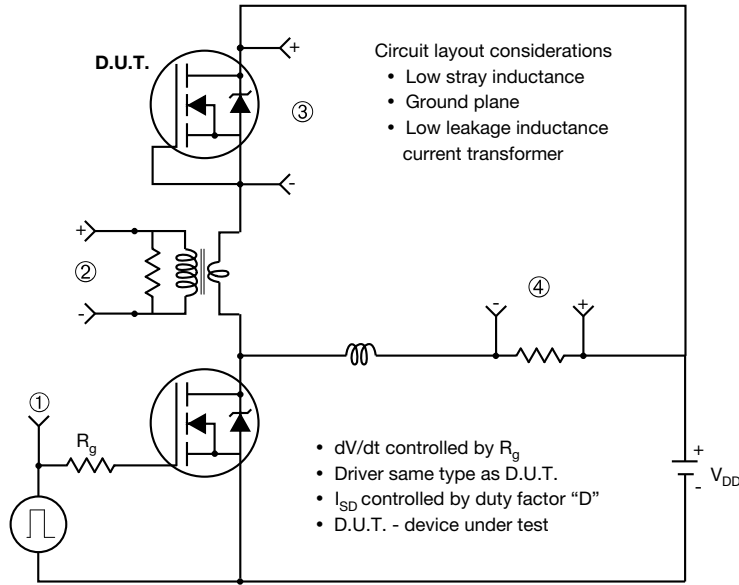 D.U.T.
+
Circuit layout considerations
• Low stray inductance
③
• Ground plane
• Low leakage inductance
current transformer
-
+
②
-
④
- +
①
R_g
• dV/dt controlled by R_g
• Driver same type as D.U.T.
• I_SD controlled by duty factor “D”
• D.U.T. - device under test
+
V_DD
-